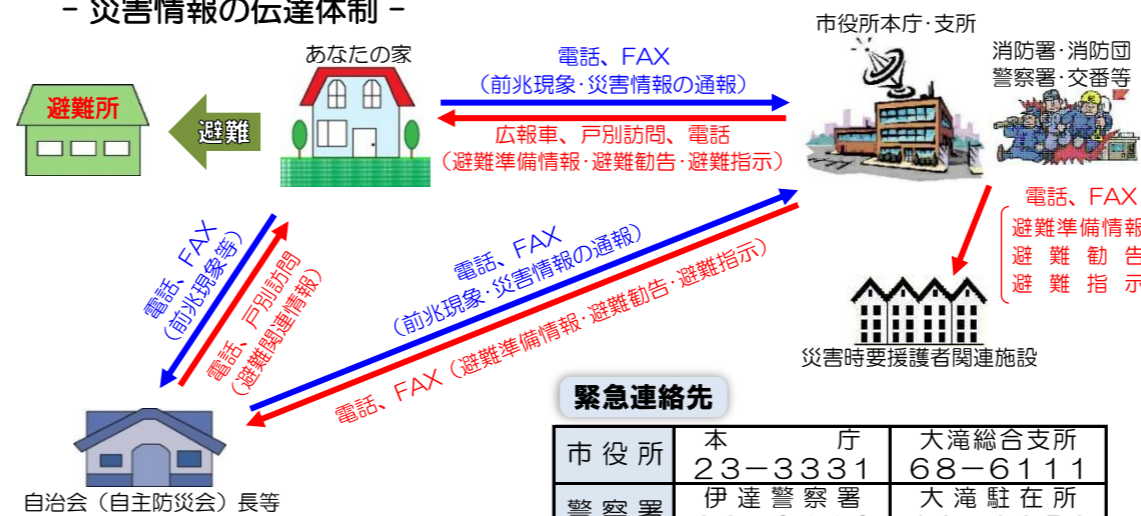 - 災害情報の伝達体制 -
市役所本庁・支所
消防署・消防団
警察署・交番等
あなたの家
避難所
避難
電話、FAX
（前兆現象・災害情報の通報）
広報車、戸別訪問、電話
（避難準備情報・避難勧告・避難指示）
電話、FAX
避難準備情報
避難勧告
避難指示
電話、FAX
（前兆現象等）
電話、戸別訪問
（避難関連情報）
電話、FAX
（前兆現象・災害情報の通報）
電話、FAX（避難準備情報・避難勧告・避難指示）
災害時要援護者関連施設
自治会（自主防災会）長等
緊急連絡先
市役所 本庁 大滝総合支所
23-3331 68-6111
警察署 伊達警察署 大滝駐在所